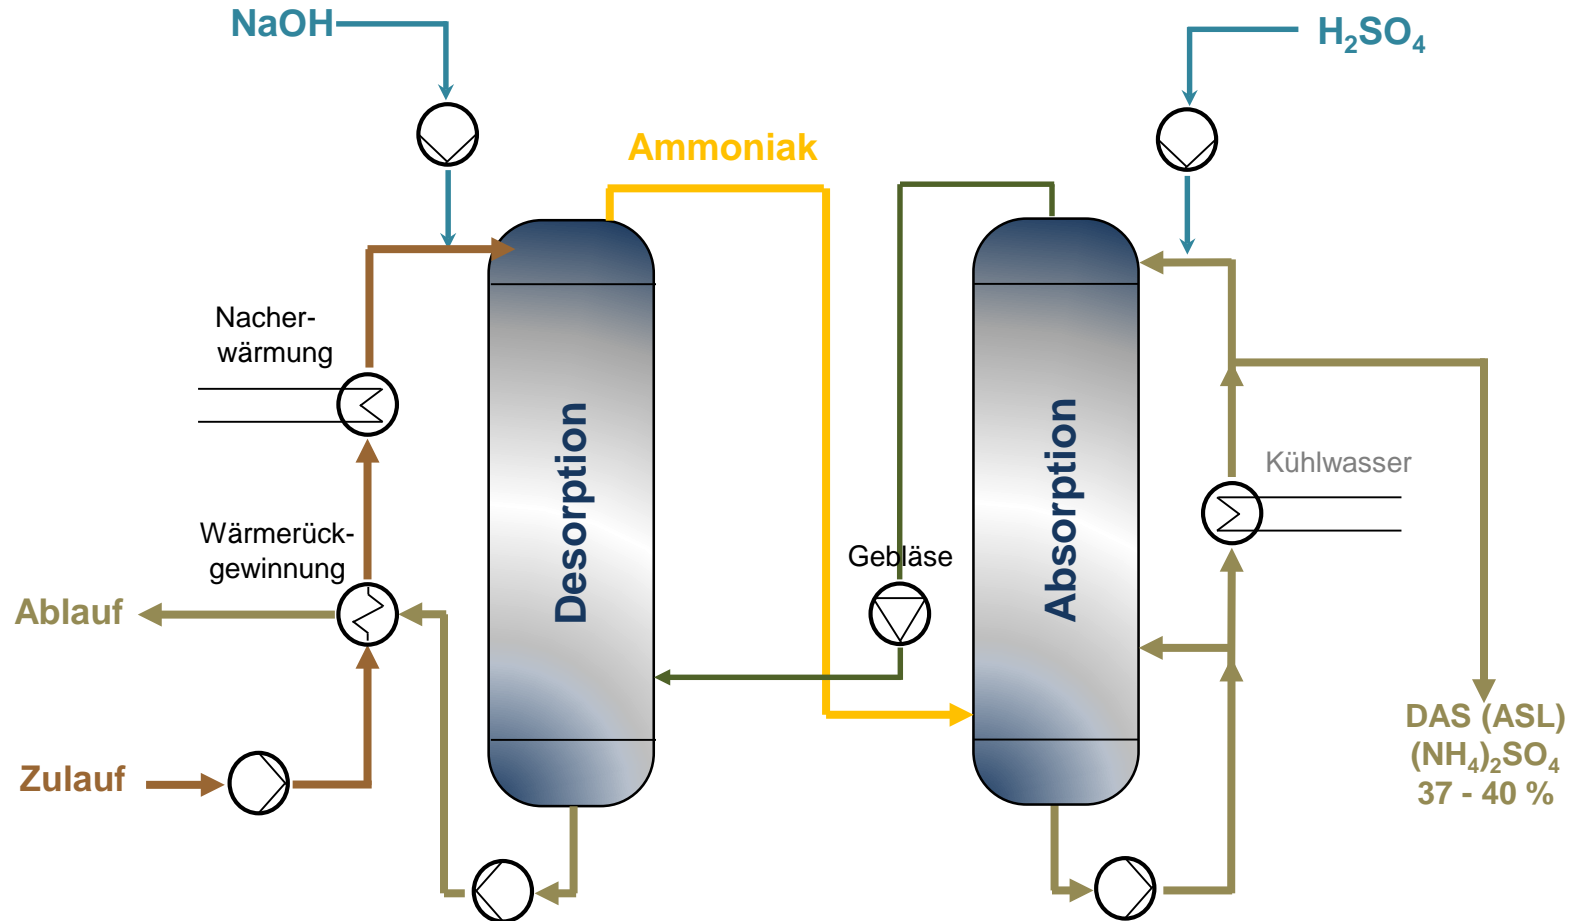 NaOH
H₂SO₄
Ammoniak
Nacher-
wärmung
Desorption
Absorption
Kühlwasser
Wärmerück-
gewinnung
Gebläse
Ablauf
Zulauf
DAS (ASL)
(NH₄)₂SO₄
37 - 40 %